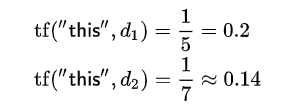 tf("this", d₁) = 1/5 = 0.2
tf("this", d₂) = 1/7 ≈ 0.14